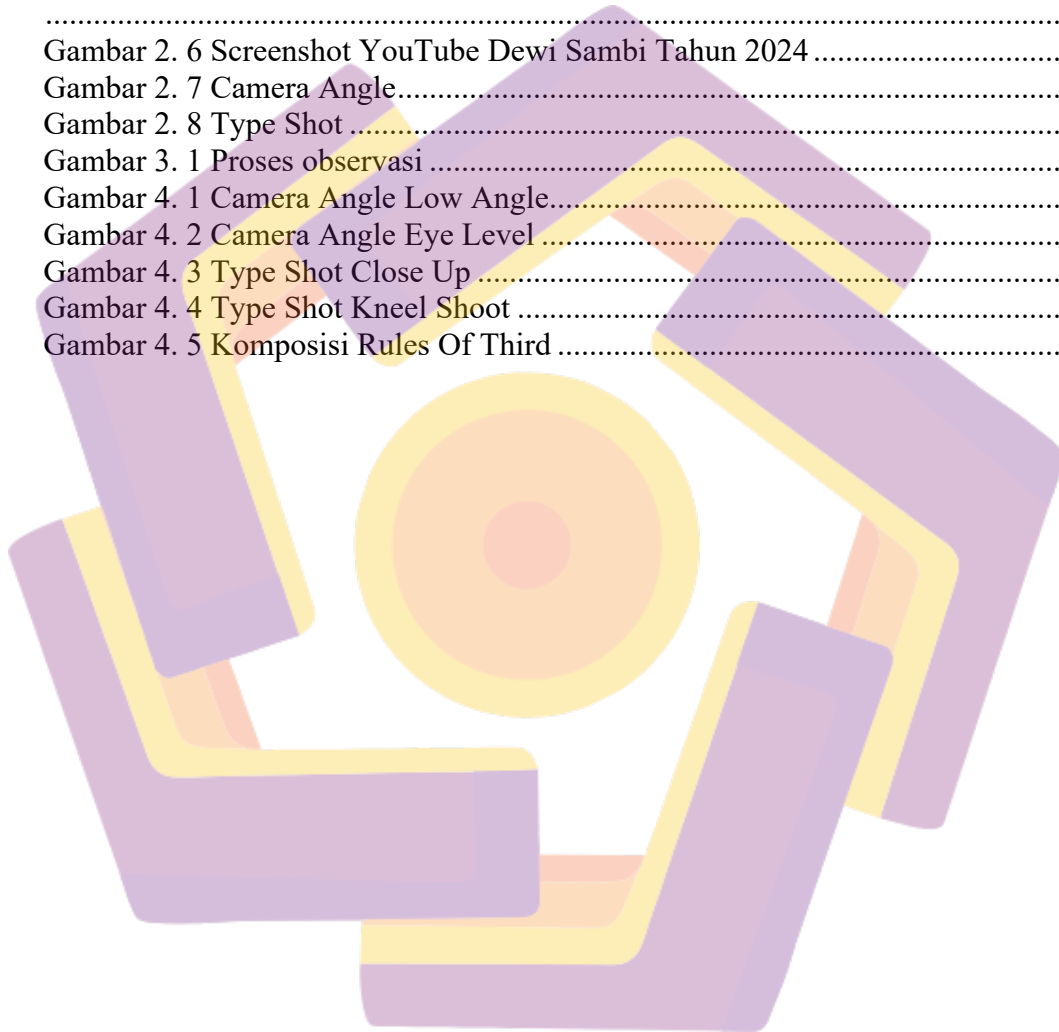 ................................................................................................................................
Gambar 2. 6 Screenshot YouTube Dewi Sambi Tahun 2024 ...............................
Gambar 2. 7 Camera Angle...................................................................................
Gambar 2. 8 Type Shot .........................................................................................
Gambar 3. 1 Proses observasi ...............................................................................
Gambar 4. 1 Camera Angle Low Angle................................................................
Gambar 4. 2 Camera Angle Eye Level .................................................................
Gambar 4. 3 Type Shot Close Up .........................................................................
Gambar 4. 4 Type Shot Kneel Shoot ....................................................................
Gambar 4. 5 Komposisi Rules Of Third ...............................................................